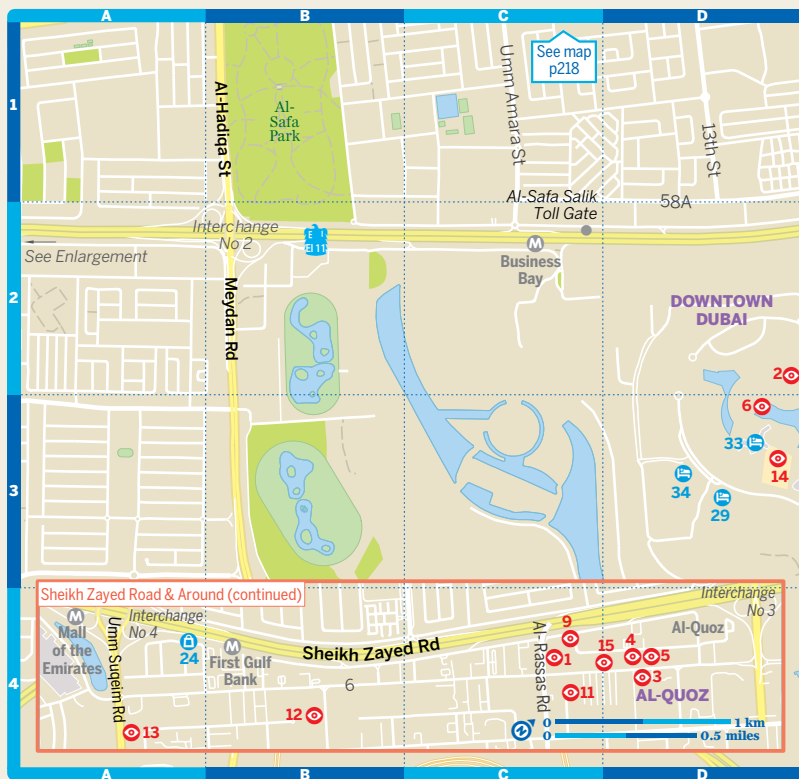 A
B
C
D
1
Al-Hadiqa St
Al-
Safa
Park
Umm Amara St
See map
p218
13th St
Al-Safa Salik
Toll Gate
58A
Interchange
No 2
See Enlargement
E 11
M
Business
Bay
2
Meydan Rd
DOWNTOWN
DUBAI
2
6
33
14
3
34
29
Sheikh Zayed Road & Around (continued)
Interchange
No 3
M
Mall
of the
Emirates
Umm Suqeim Rd
Interchange
No 4
24
M
First Gulf
Bank
Sheikh Zayed Rd
Al-Rassas Rd
9
1
15
4
5
3
Al-Quoz
AL-QUOZ
11
4
6
12
13
0 1 km
0 0.5 miles
A
B
C
D